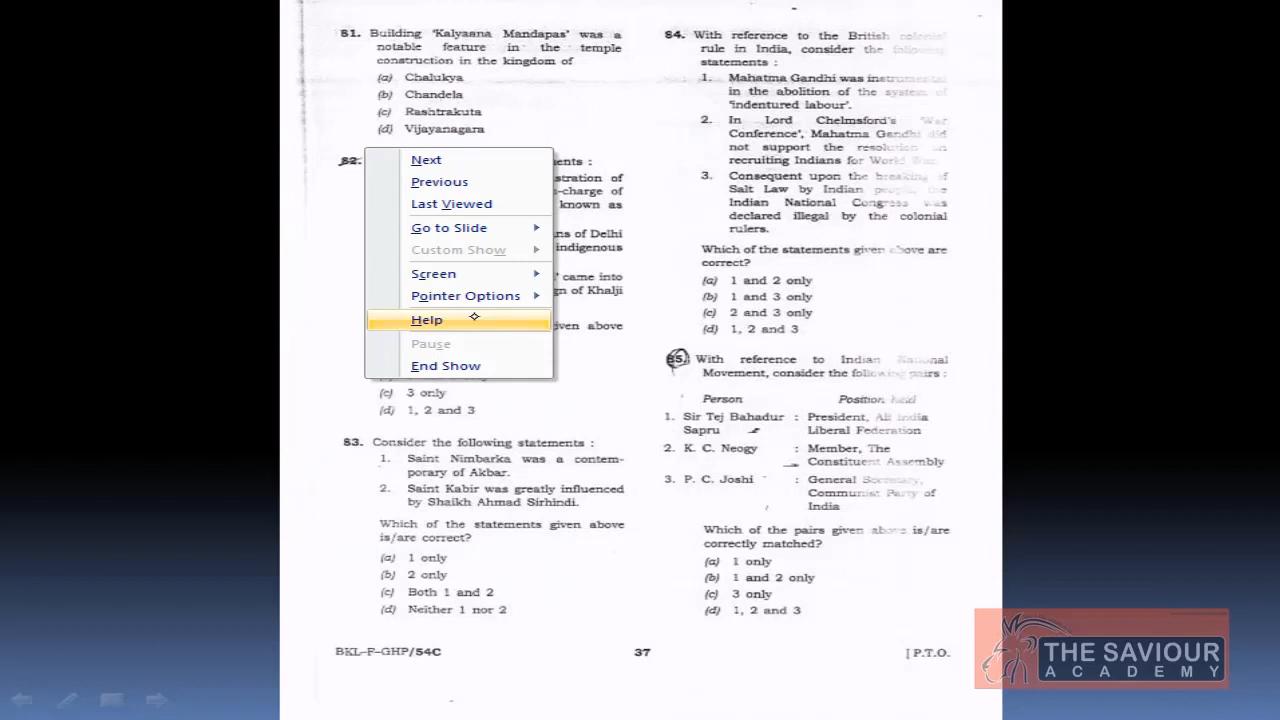 81. Building 'Kalyaana Mandapas' was a
notable feature in the temple
construction in the kingdom of
(a) Chalukya
(b) Chandela
(c) Rashtrakuta
(d) Vijayanagara
82.
ments :
stration of
n-charge of
known as
ns of Delhi
indigenous
came into
gn of Khalji
iven above
Next
Previous
Last Viewed
Go to Slide
Custom Show
Screen
Pointer Options
Help
Pause
End Show
(c) 3 only
(d) 1, 2 and 3
83. Consider the following statements :
1. Saint Nimbarka was a contem-
porary of Akbar.
2. Saint Kabir was greatly influenced
by Shaikh Ahmad Sirhindi.
Which of the statements given above
is/are correct?
(a) 1 only
(b) 2 only
(c) Both 1 and 2
(d) Neither 1 nor 2
84. With reference to the British colonial
rule in India, consider the following
statements :
1. Mahatma Gandhi was instrumental
in the abolition of the system of
'indentured labour'.
2. In Lord Chelmsford's 'War
Conference', Mahatma Gandhi did
not support the resolution on
recruiting Indians for World War.
3. Consequent upon the breaking of
Salt Law by Indian people, the
Indian National Congress was
declared illegal by the colonial
rulers.
Which of the statements given above are
correct?
(a) 1 and 2 only
(b) 1 and 3 only
(c) 2 and 3 only
(d) 1, 2 and 3
85. With reference to Indian National
Movement, consider the following pairs :
Person Position held
1. Sir Tej Bahadur : President, All India
Sapru Liberal Federation
2. K. C. Neogy : Member, The
Constituent Assembly
3. P. C. Joshi : General Secretary,
Communist Party of
India
Which of the pairs given above is/are
correctly matched?
(a) 1 only
(b) 1 and 2 only
(c) 3 only
(d) 1, 2 and 3
BKL-F-GHP/54C 37 [ P.T.O.
THE SAVIOUR
ACADEMY